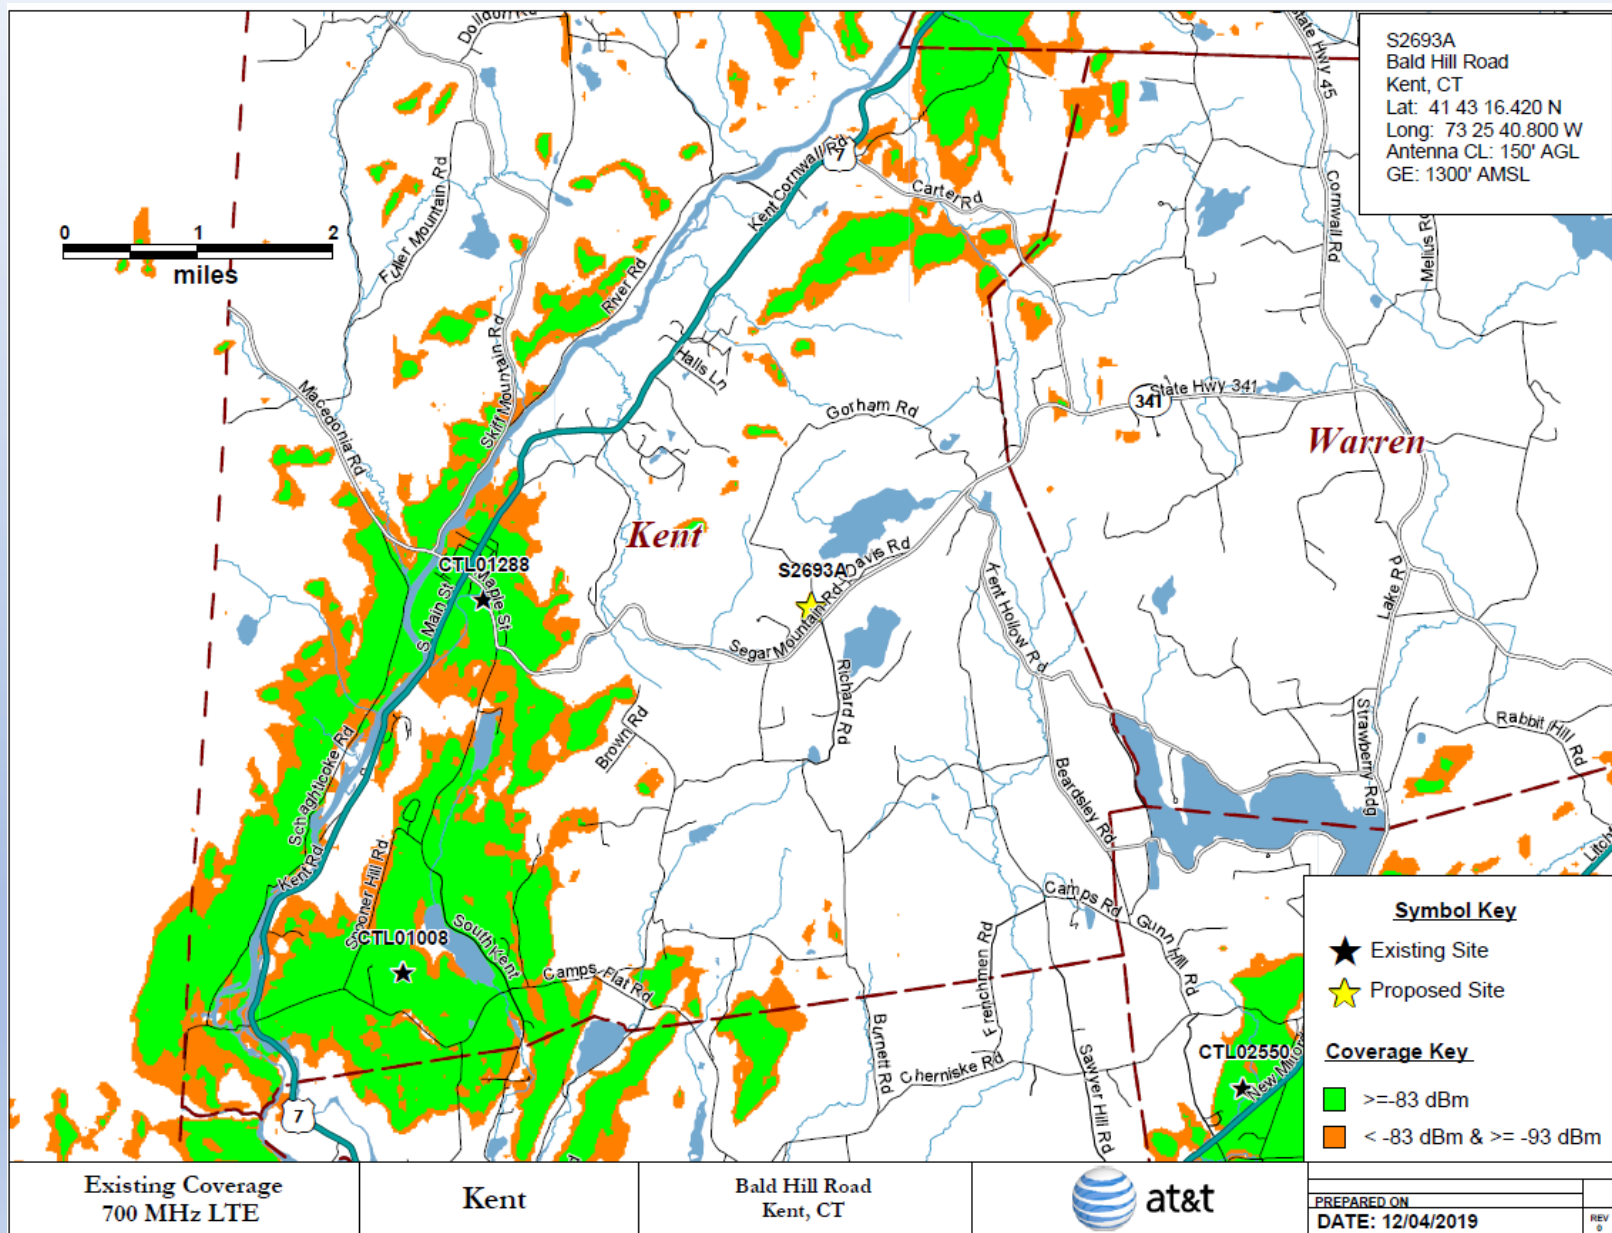 Dolldorf Rd
State Hwy 45
S2693A
Bald Hill Road
Kent, CT
Lat: 41 43 16.420 N
Long: 73 25 40.800 W
Antenna CL: 150' AGL
GE: 1300' AMSL
Fuller Mountain Rd
Kent Cornwall Rd
7
Carter Rd
Cornwall Rd
Melius Rd
0 1 2
miles
River Rd
Skiff Mountain Rd
Halls Ln
Macedonia Rd
State Hwy 341
341
Gorham Rd
Warren
Kent
CTL01288
Maple St
S Main St
S2693A
Segar Mountain Rd
Davis Rd
Kent Hollow Rd
Lake Rd
Richard Rd
Brown Rd
Schaghticoke Rd
Strawberry Rdg
Rabbit Hill Rd
Beardsley Rd
Kent Rd
Spooner Hill Rd
Litch
Camps Rd
Gunn Hill Rd
CTL01008
South Kent
Camps Flat Rd
Frenchmen Rd
Symbol Key
Existing Site
Proposed Site
Burnett Rd
Cherniske Rd
Sawyer Hill Rd
CTL02550
New Milford
Coverage Key
>=-83 dBm
< -83 dBm & >= -93 dBm
7
Existing Coverage
700 MHz LTE
Kent
Bald Hill Road
Kent, CT
at&t
PREPARED ON
DATE: 12/04/2019
REV
0